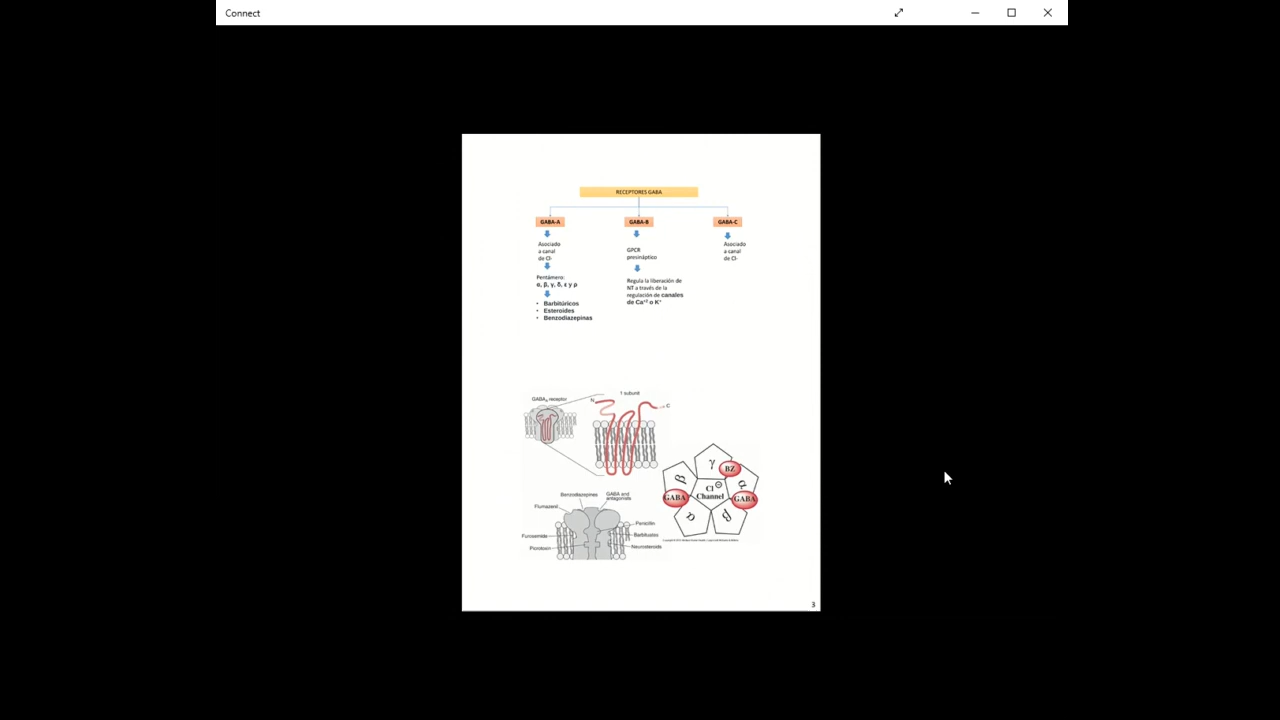 Connect
RECEPTORES GABA
GABA-A
GABA-B
GABA-C
Asociado
a canal
de Cl-
GPCR
presináptico
Asociado
a canal
de Cl-
Pentámero:
α, β, γ, δ, ε y ρ
Regula la liberación de
NT a través de la
regulación de canales
de Ca+2 o K+
• Barbitúricos
• Esteroides
• Benzodiazepinas
1 subunit
GABAA receptor
N
C
γ
BZ
β
α
Cl ⊖
Channel
GABA
GABA
α
β
Benzodiazepines
GABA and
antagonists
Flumazenil
Penicillin
Furosamide
Barbituates
Picrotoxin
Neurosteroids
3